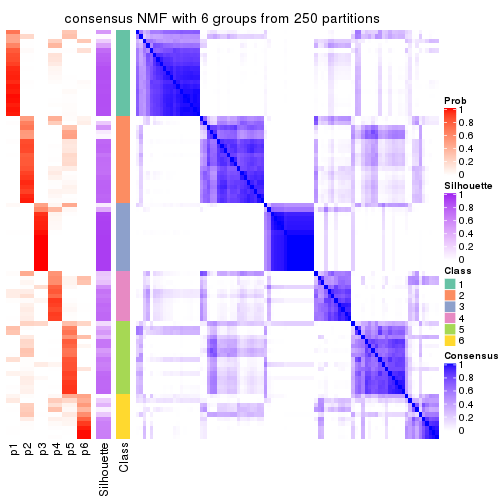 consensus NMF with 6 groups from 250 partitions
Prob
1
0.8
0.6
0.4
0.2
0
Silhouette
1
0.8
0.6
0.4
0.2
0
Class
1
2
3
4
5
6
Consensus
1
0.8
0.6
0.4
0.2
0
p1
p2
p3
p4
p5
p6
Silhouette
Class